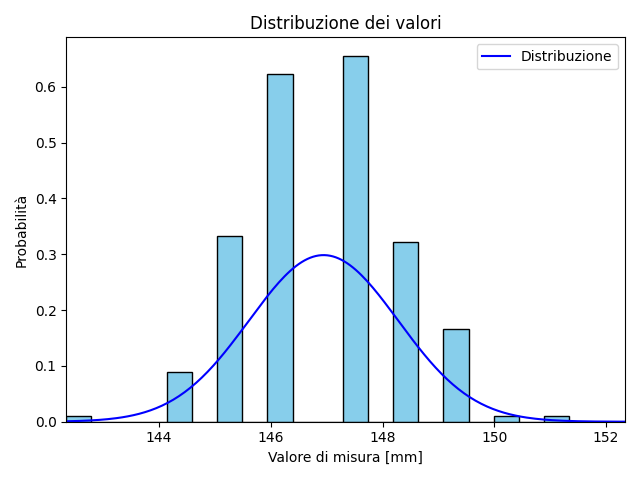 Distribuzione dei valori
Distribuzione
Probabilità
0.6
0.5
0.4
0.3
0.2
0.1
0.0
144 146 148 150 152
Valore di misura [mm]